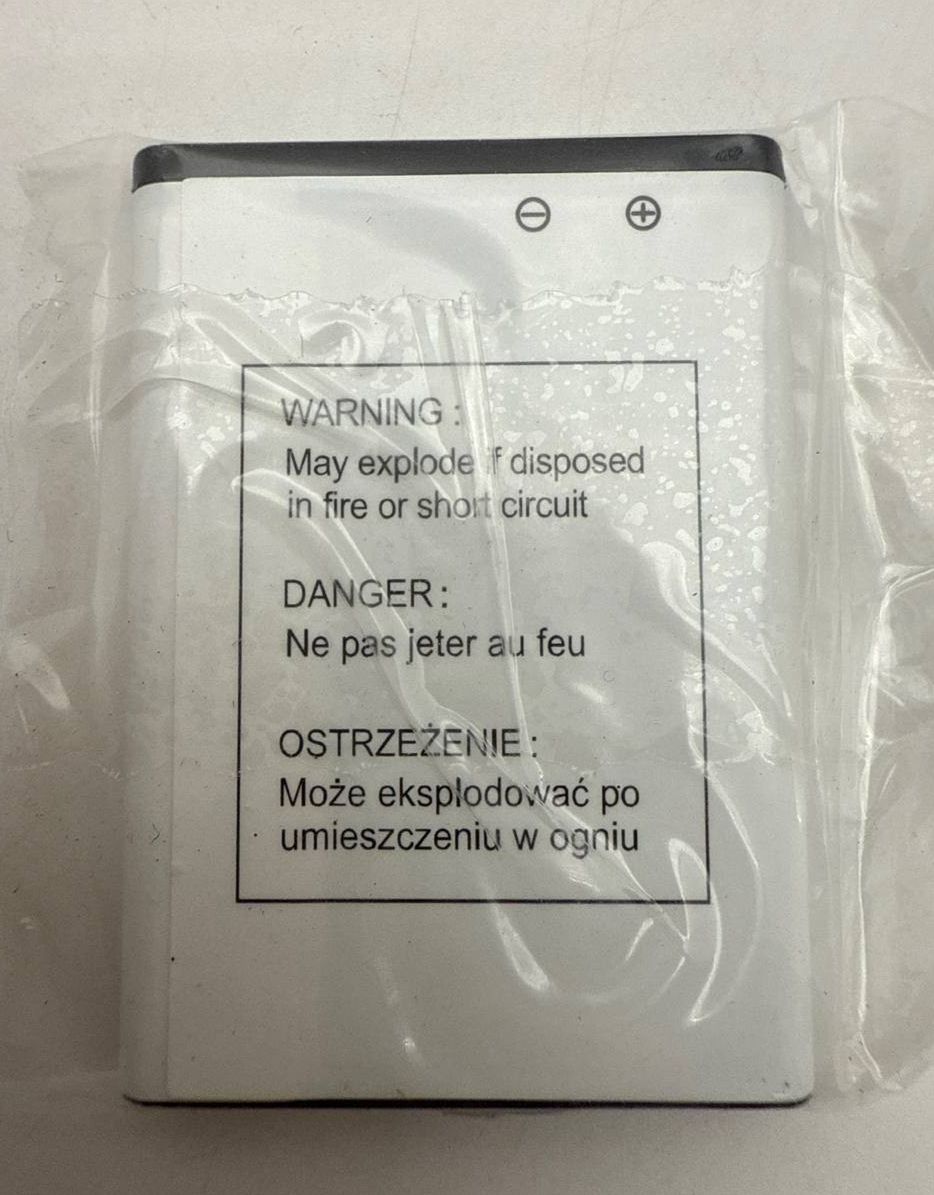 ⊖ ⊕
WARNING :
May explode if disposed
in fire or short circuit
DANGER :
Ne pas jeter au feu
OSTRZEŻENIE :
Może eksplodować po
umieszczeniu w ogniu